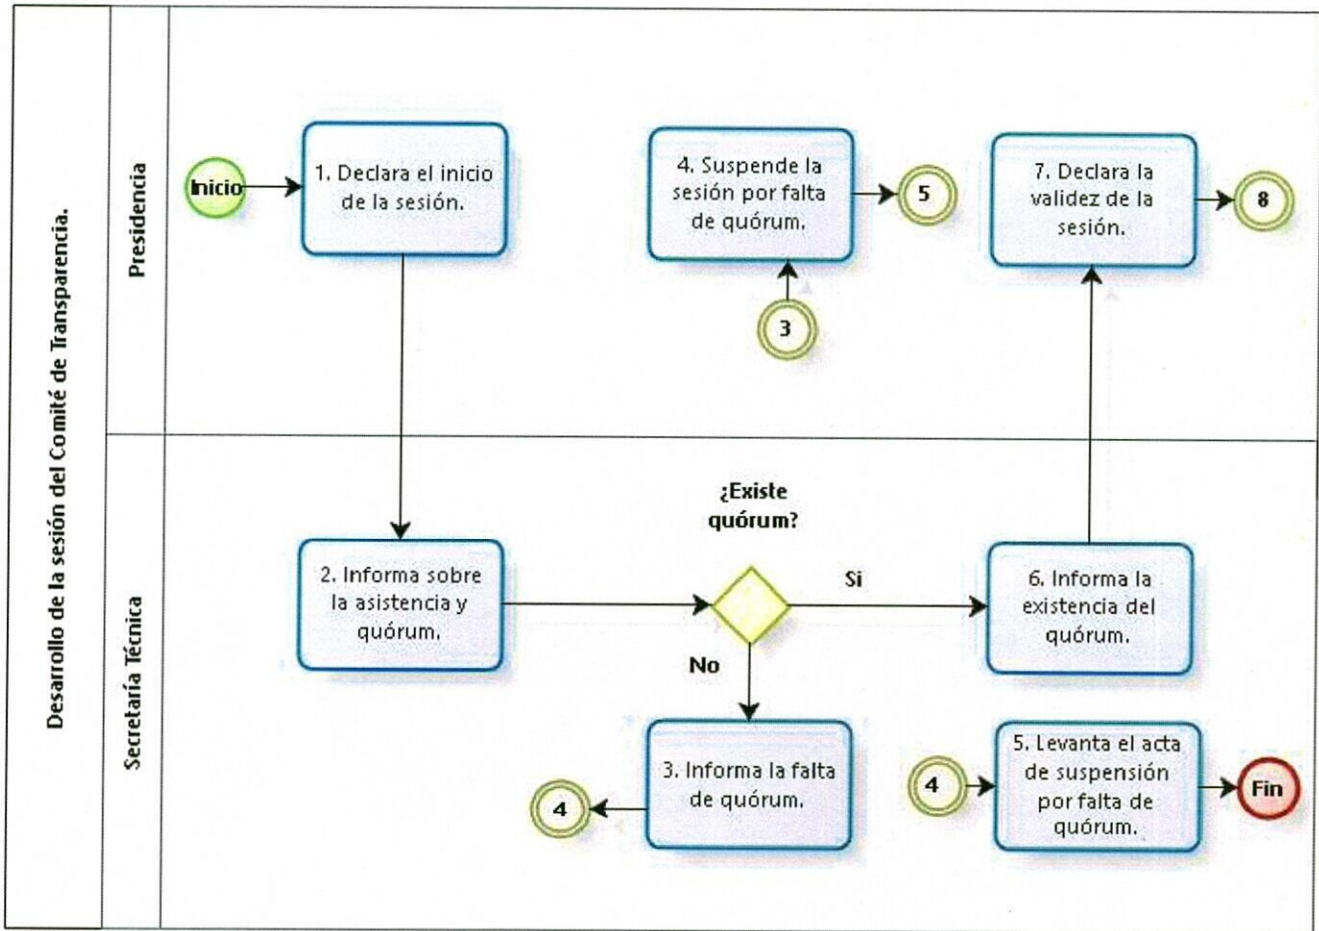 Desarrollo de la sesión del Comité de Transparencia.
Presidencia
Inicio
1. Declara el inicio
de la sesión.
4. Suspende la
sesión por falta
de quórum.
5
3
7. Declara la
validez de la
sesión.
8
Secretaría Técnica
2. Informa sobre
la asistencia y
quórum.
¿Existe
quórum?
Si
No
6. Informa la
existencia del
quórum.
3. Informa la falta
de quórum.
4
4
5. Levanta el acta
de suspensión
por falta de
quórum.
Fin